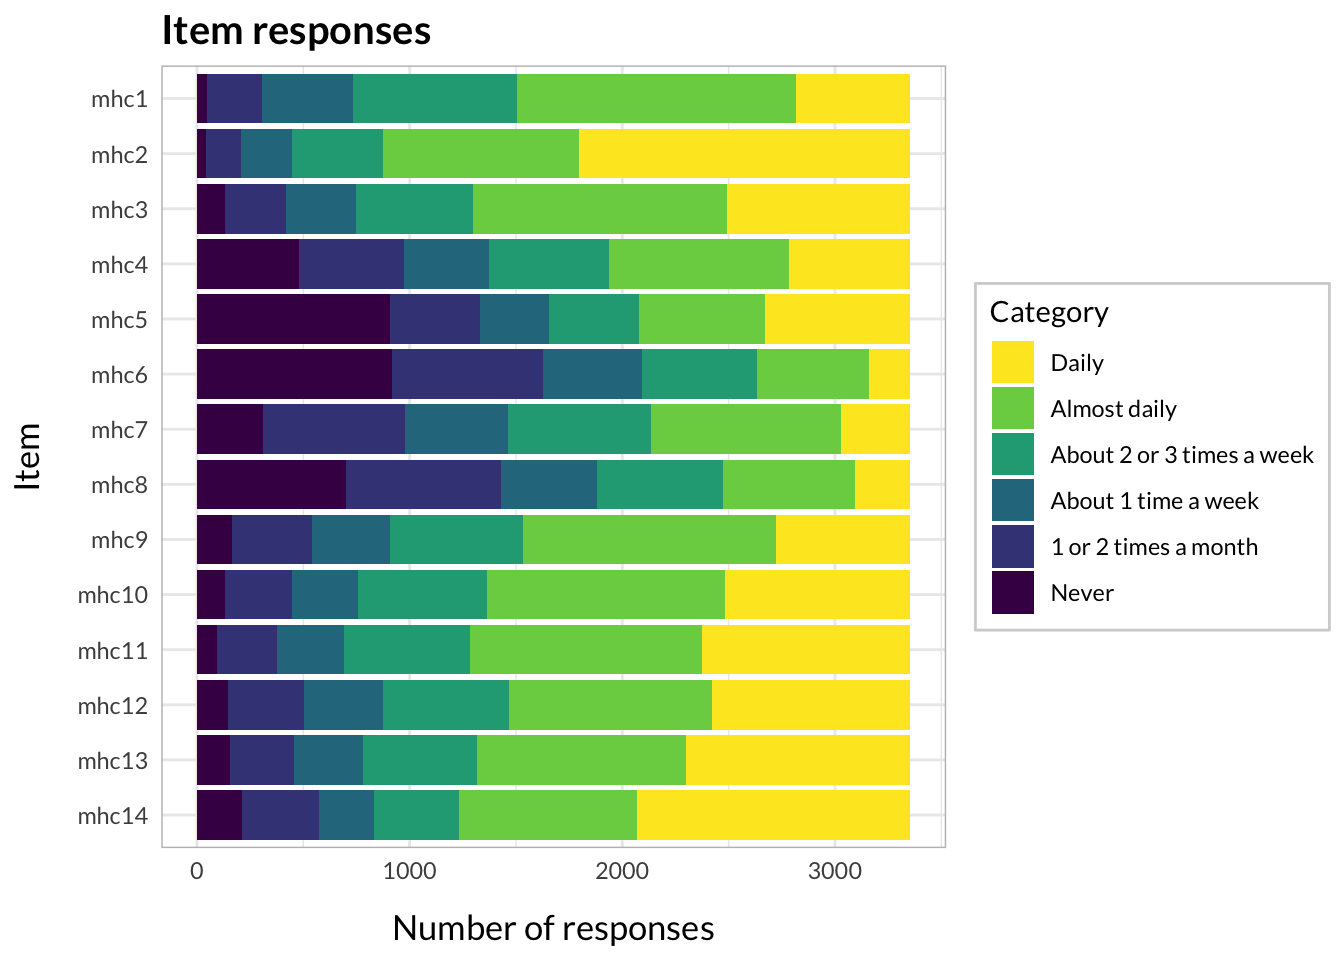 Item responses
mhc1
mhc2
mhc3
mhc4
mhc5
mhc6
mhc7
mhc8
mhc9
mhc10
mhc11
mhc12
mhc13
mhc14
Item
0 1000 2000 3000
Number of responses
Category
Daily
Almost daily
About 2 or 3 times a week
About 1 time a week
1 or 2 times a month
Never